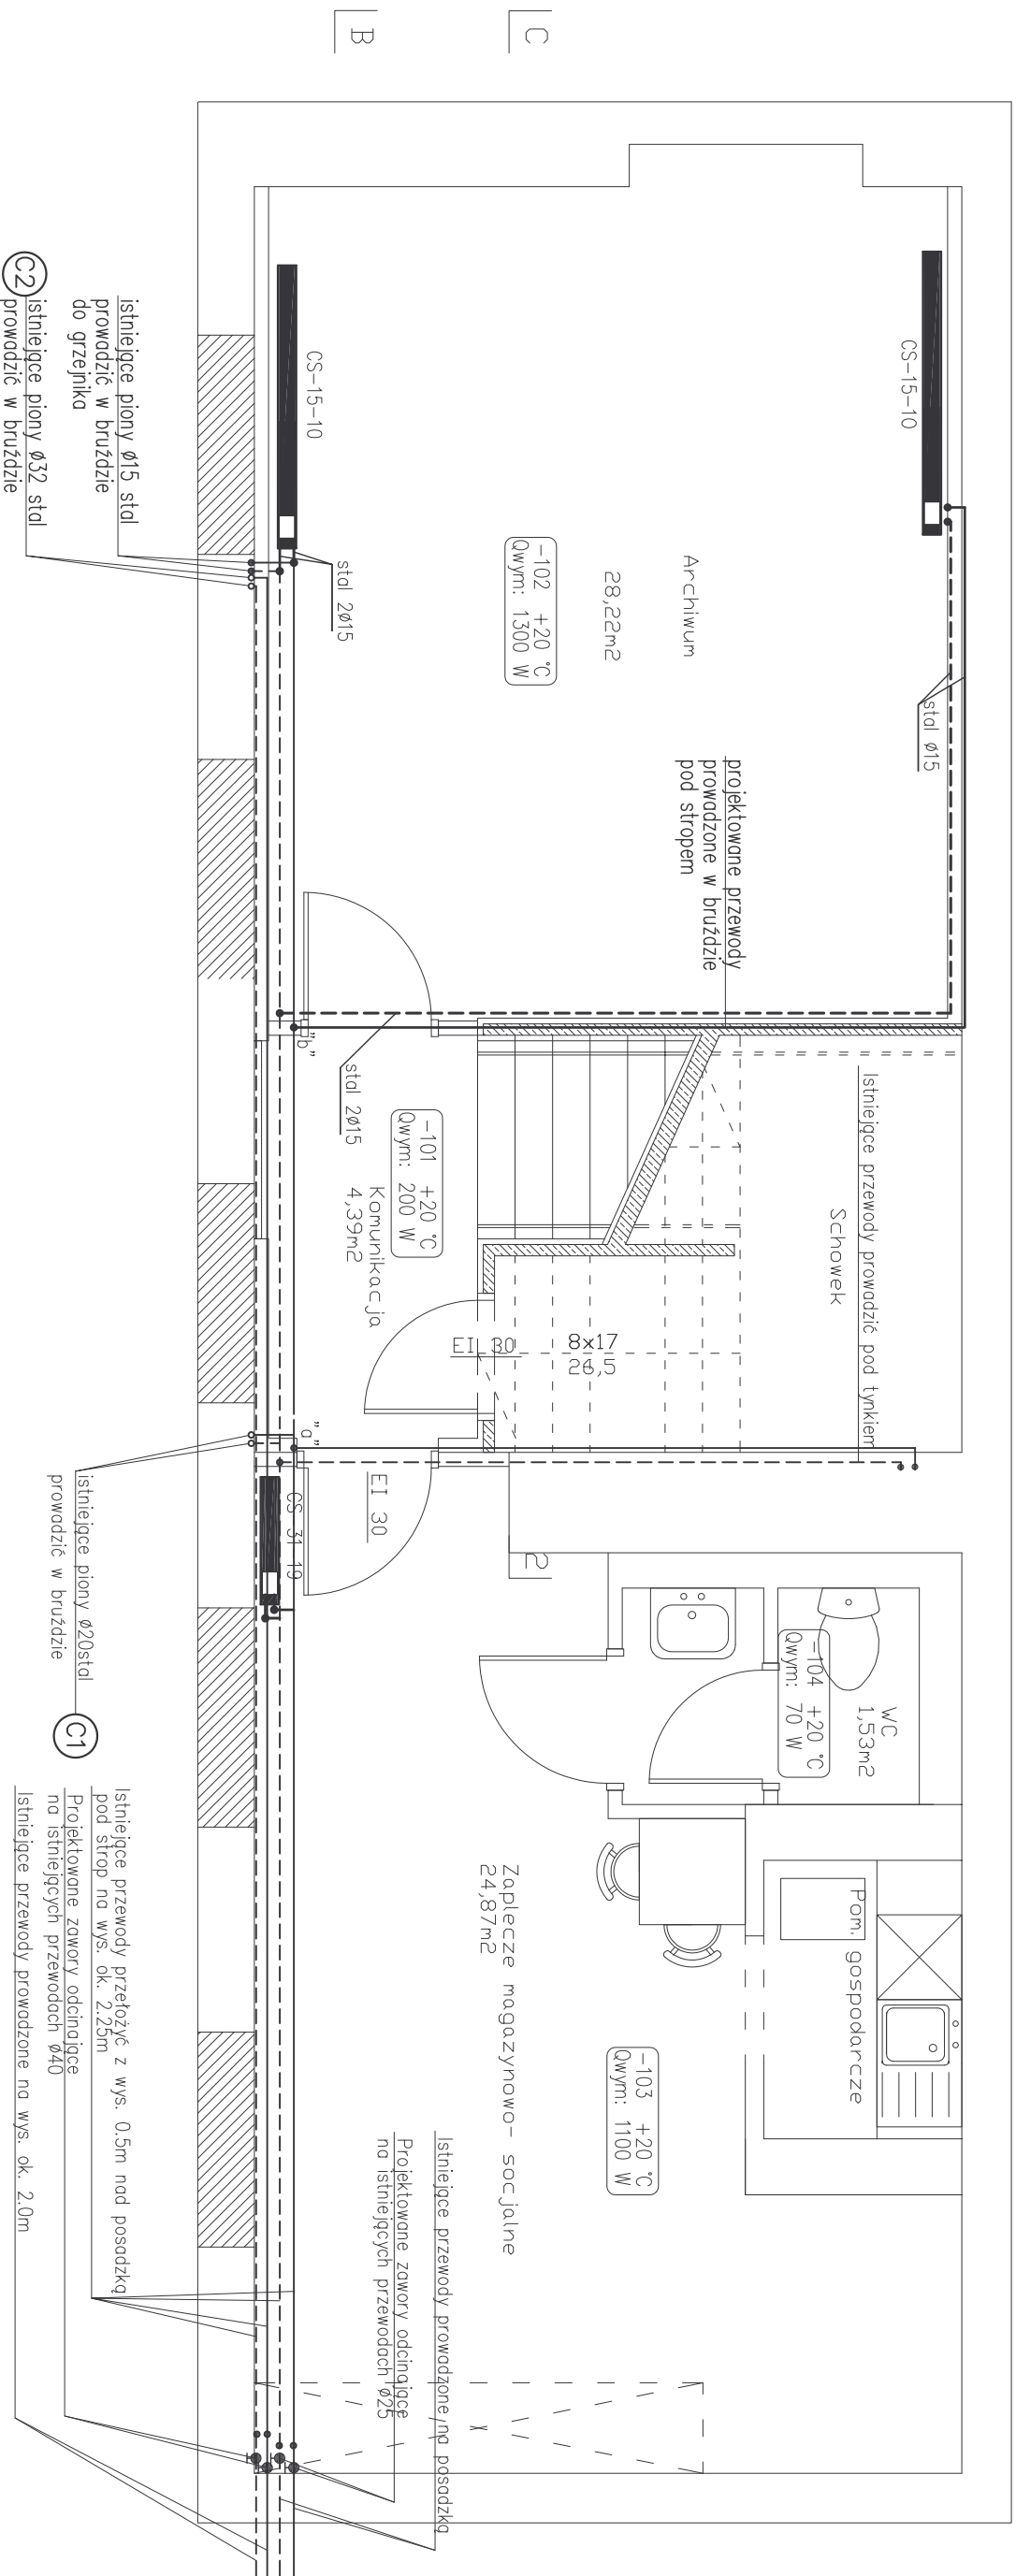 B
C
CS-15-10
CS-15-10
C2
istniejące piony Ø15 stal
prowadzić w bruździe
do grzejnika
istniejące piony Ø32 stal
prowadzić w bruździe
stal 2Ø15
-102 +20 °C
Qwym: 1300 W
Archiwum
28,22m2
stal Ø15
projektowane przewody
prowadzone w bruździe
pod stropem
"b"
stal 2Ø15
-101 +20 °C
Qwym: 200 W
Komunikacja
4,39m2
Istniejące przewody prowadzić pod tynkiem
Schowek
EI 30
8x17
26,5
"a"
EI 30
CS 31 19
2
istniejące piony Ø20stal
prowadzić w bruździe
C1
WC
1,53m2
-104 +20 °C
Qwym: 70 W
Pom. gospodarcze
Zaplecze magazynowo- socjalne
24,87m2
-103 +20 °C
Qwym: 1100 W
Istniejące przewody przełożyć z wys. 0.5m nad posadzką
pod strop na wys. ok. 2.25m
Projektowane zawory odcinające
na istniejących przewodach Ø40
Istniejące przewody prowadzone na wys. ok. 2.0m
Istniejące przewody prowadzone na posadzką
Projektowane zawory odcinające
na istniejących przewodach Ø25